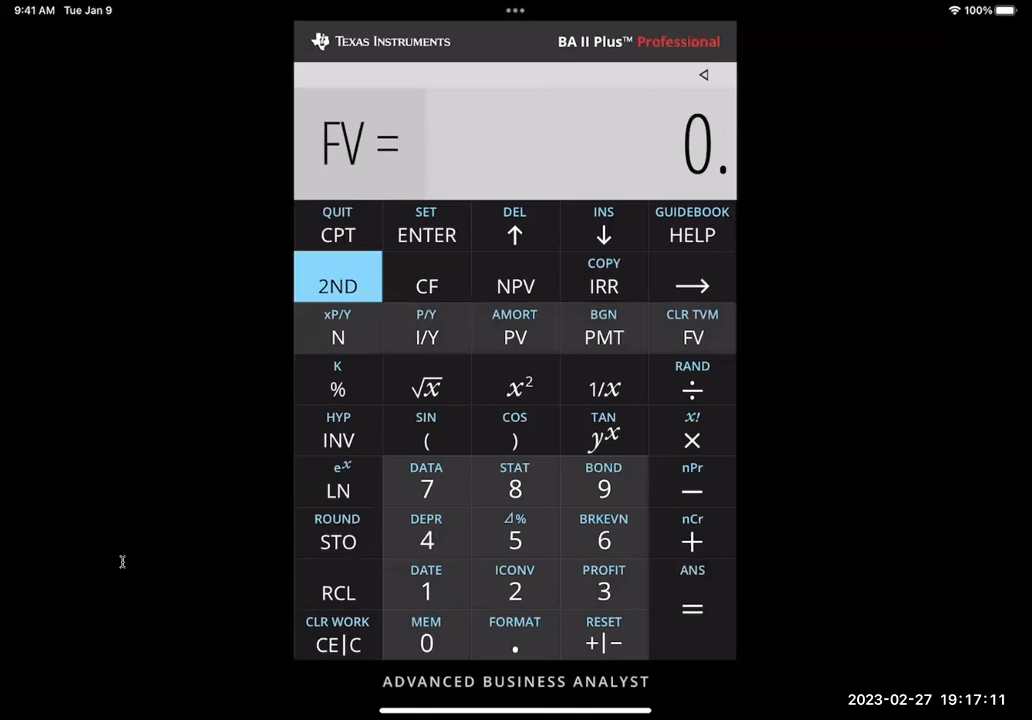 9:41 AM Tue Jan 9
100%
TEXAS INSTRUMENTS BA II Plus™ Professional
FV = 0.
QUIT SET DEL INS GUIDEBOOK
CPT ENTER ↑ ↓ HELP
COPY
2ND CF NPV IRR →
xP/Y P/Y AMORT BGN CLR TVM
N I/Y PV PMT FV
K RAND
% √x x² 1/x ÷
HYP SIN COS TAN x!
INV ( ) yˣ ×
eˣ DATA STAT BOND nPr
LN 7 8 9 −
ROUND DEPR Δ% BRKEVN nCr
STO 4 5 6 +
DATE ICONV PROFIT ANS
RCL 1 2 3 =
CLR WORK MEM FORMAT RESET
CE|C 0 . +|−
ADVANCED BUSINESS ANALYST
2023-02-27 19:17:11